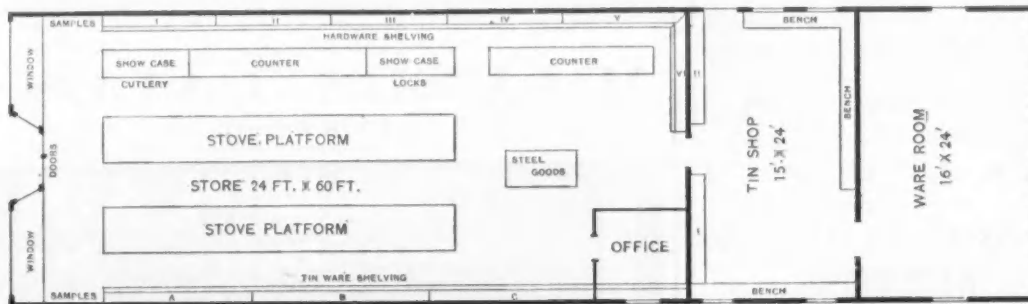 SAMPLES I II III IV V
HARDWARE SHELVING
BENCH
WINDOW
SHOW CASE COUNTER SHOW CASE COUNTER
CUTLERY LOCKS
VI II
BENCH
STOVE PLATFORM
DOORS
STORE 24 FT. X 60 FT.
STEEL
GOODS
TIN SHOP
15' X 24'
WARE ROOM
16' X 24'
STOVE PLATFORM
OFFICE
WINDOW
TIN WARE SHELVING
SAMPLES A B C
BENCH